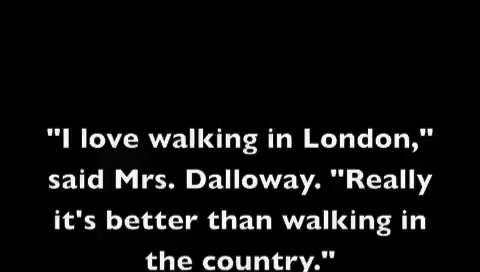 "I love walking in London,"
said Mrs. Dalloway. "Really
it's better than walking in
the country."